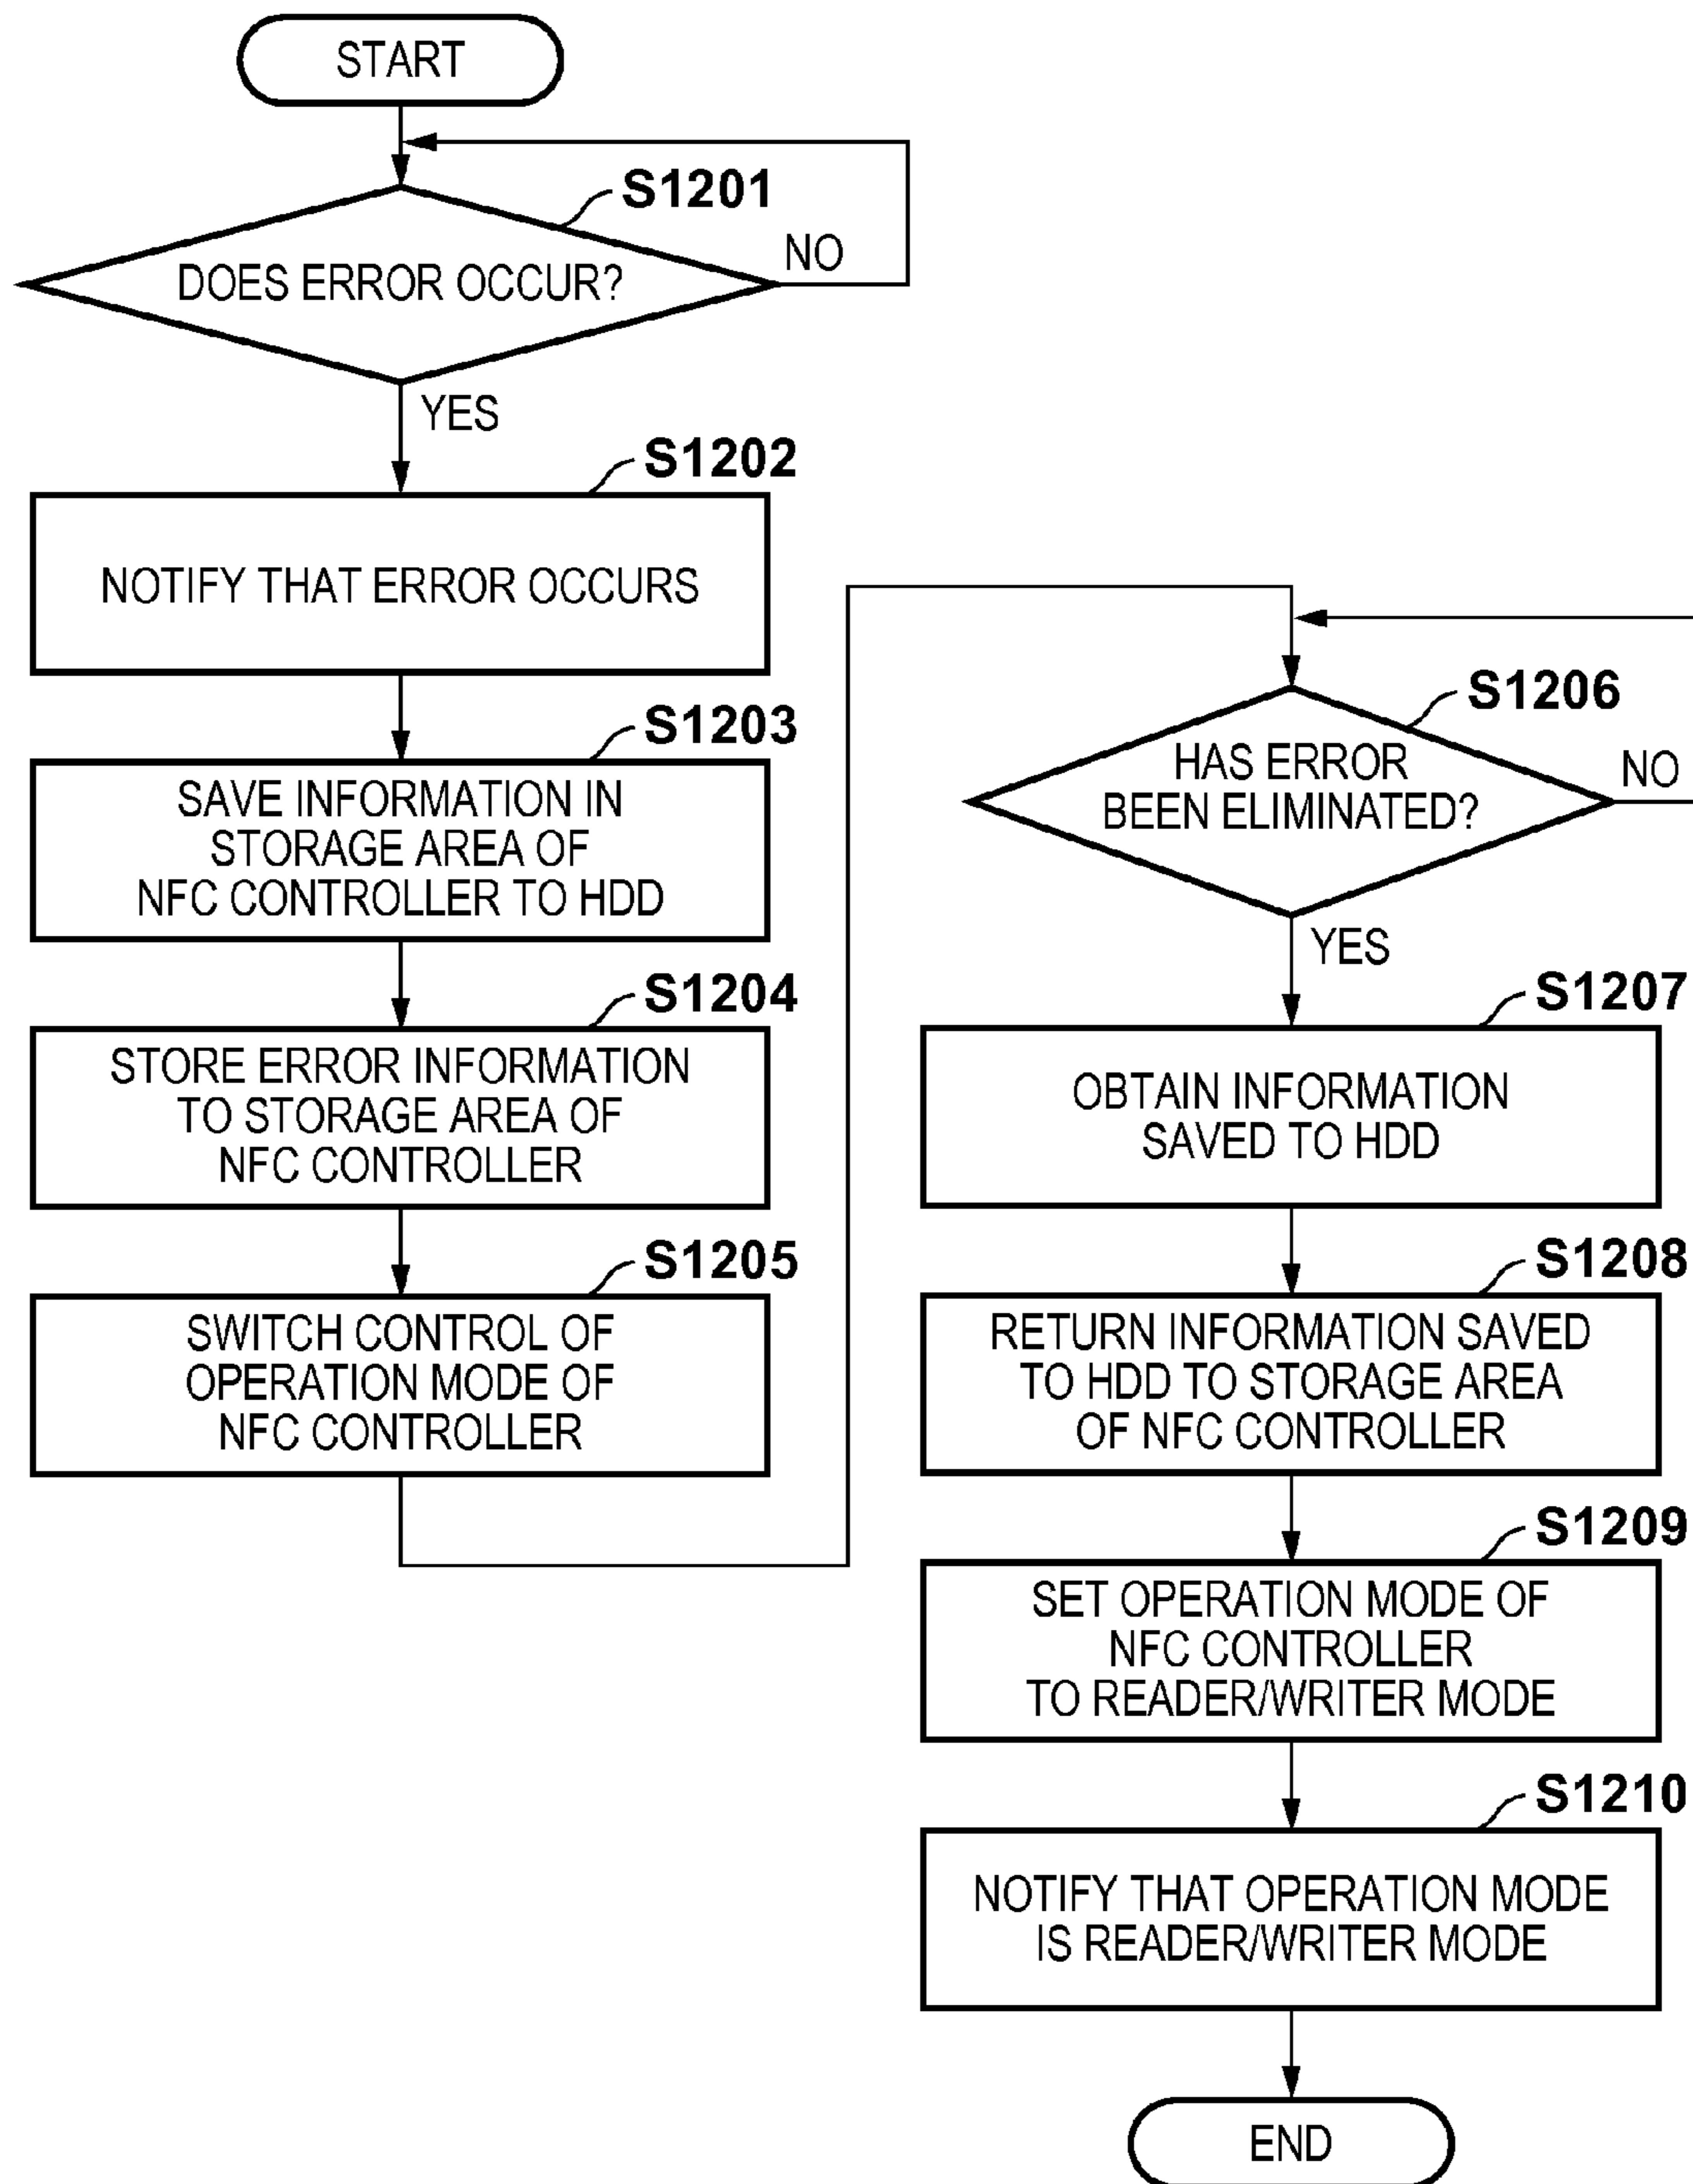 START
S1201
DOES ERROR OCCUR?
NO
YES
S1202
NOTIFY THAT ERROR OCCURS
S1203
SAVE INFORMATION IN
STORAGE AREA OF
NFC CONTROLLER TO HDD
S1204
STORE ERROR INFORMATION
TO STORAGE AREA OF
NFC CONTROLLER
S1205
SWITCH CONTROL OF
OPERATION MODE OF
NFC CONTROLLER
S1206
HAS ERROR
BEEN ELIMINATED?
NO
YES
S1207
OBTAIN INFORMATION
SAVED TO HDD
S1208
RETURN INFORMATION SAVED
TO HDD TO STORAGE AREA
OF NFC CONTROLLER
S1209
SET OPERATION MODE OF
NFC CONTROLLER
TO READER/WRITER MODE
S1210
NOTIFY THAT OPERATION MODE
IS READER/WRITER MODE
END